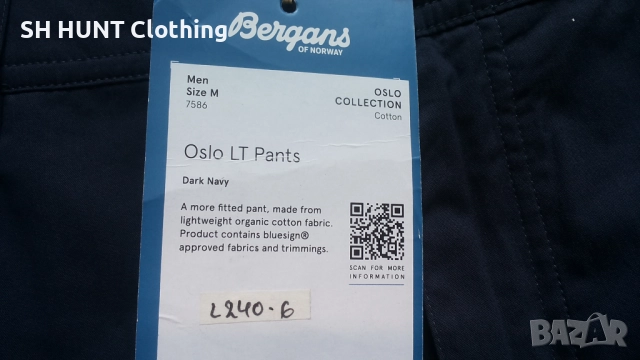 SH HUNT Clothing
Bergans
OF NORWAY
Men
Size M
7586
OSLO
COLLECTION
Cotton
Oslo LT Pants
Dark Navy
A more fitted pant, made from
lightweight organic cotton fabric.
Product contains bluesign®
approved fabrics and trimmings.
SCAN FOR MORE
INFORMATION
L240-6
BAZAR